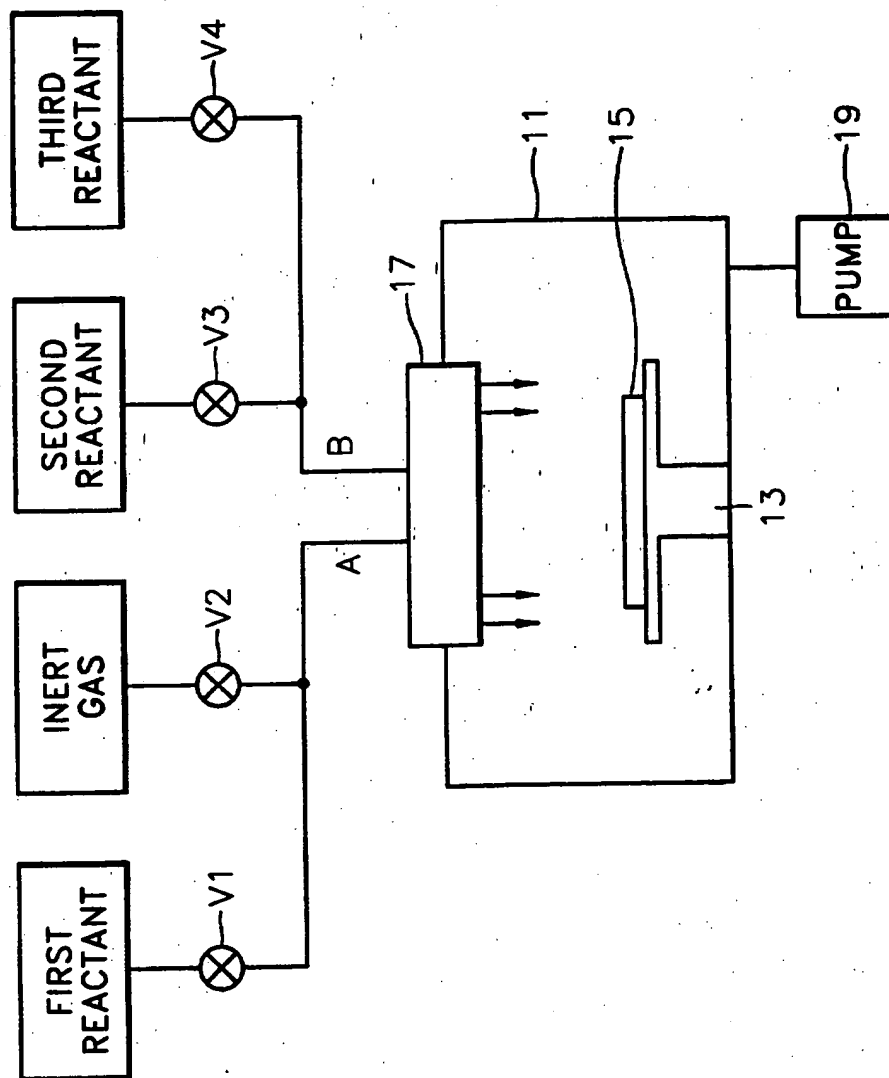 FIRST
REACTANT
INERT
GAS
SECOND
REACTANT
THIRD
REACTANT
V1
V2
V3
V4
A
B
17
11
15
13
PUMP
19